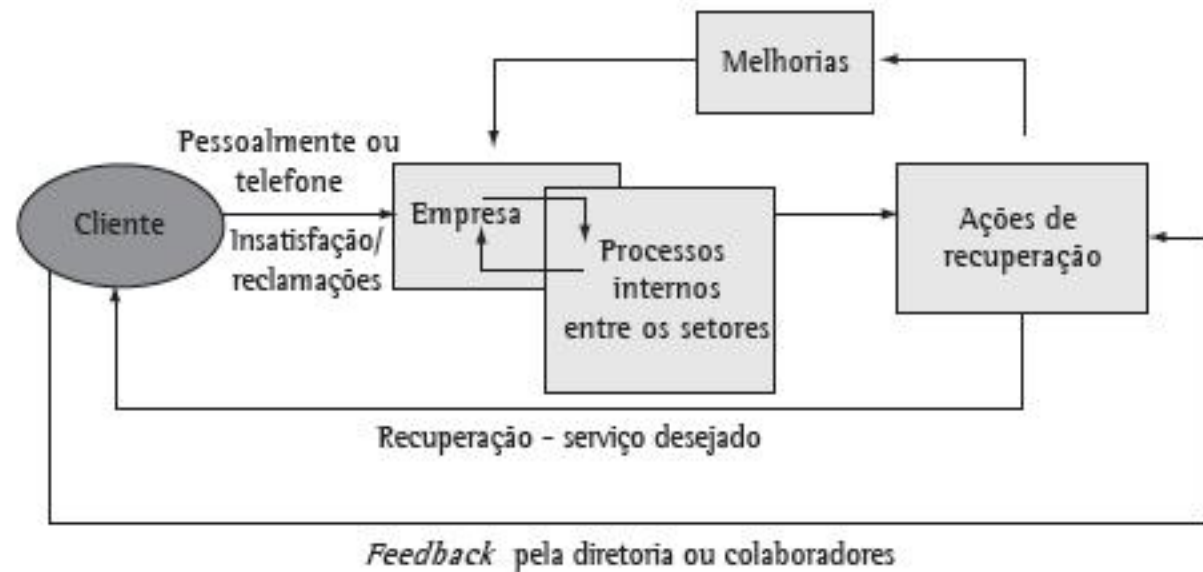 Melhorias
Pessoalmente ou
telefone
Cliente
Insatisfação/
reclamações
Empresa
Processos
internos
entre os setores
Ações de
recuperação
Recuperação - serviço desejado
Feedback pela diretoria ou colaboradores